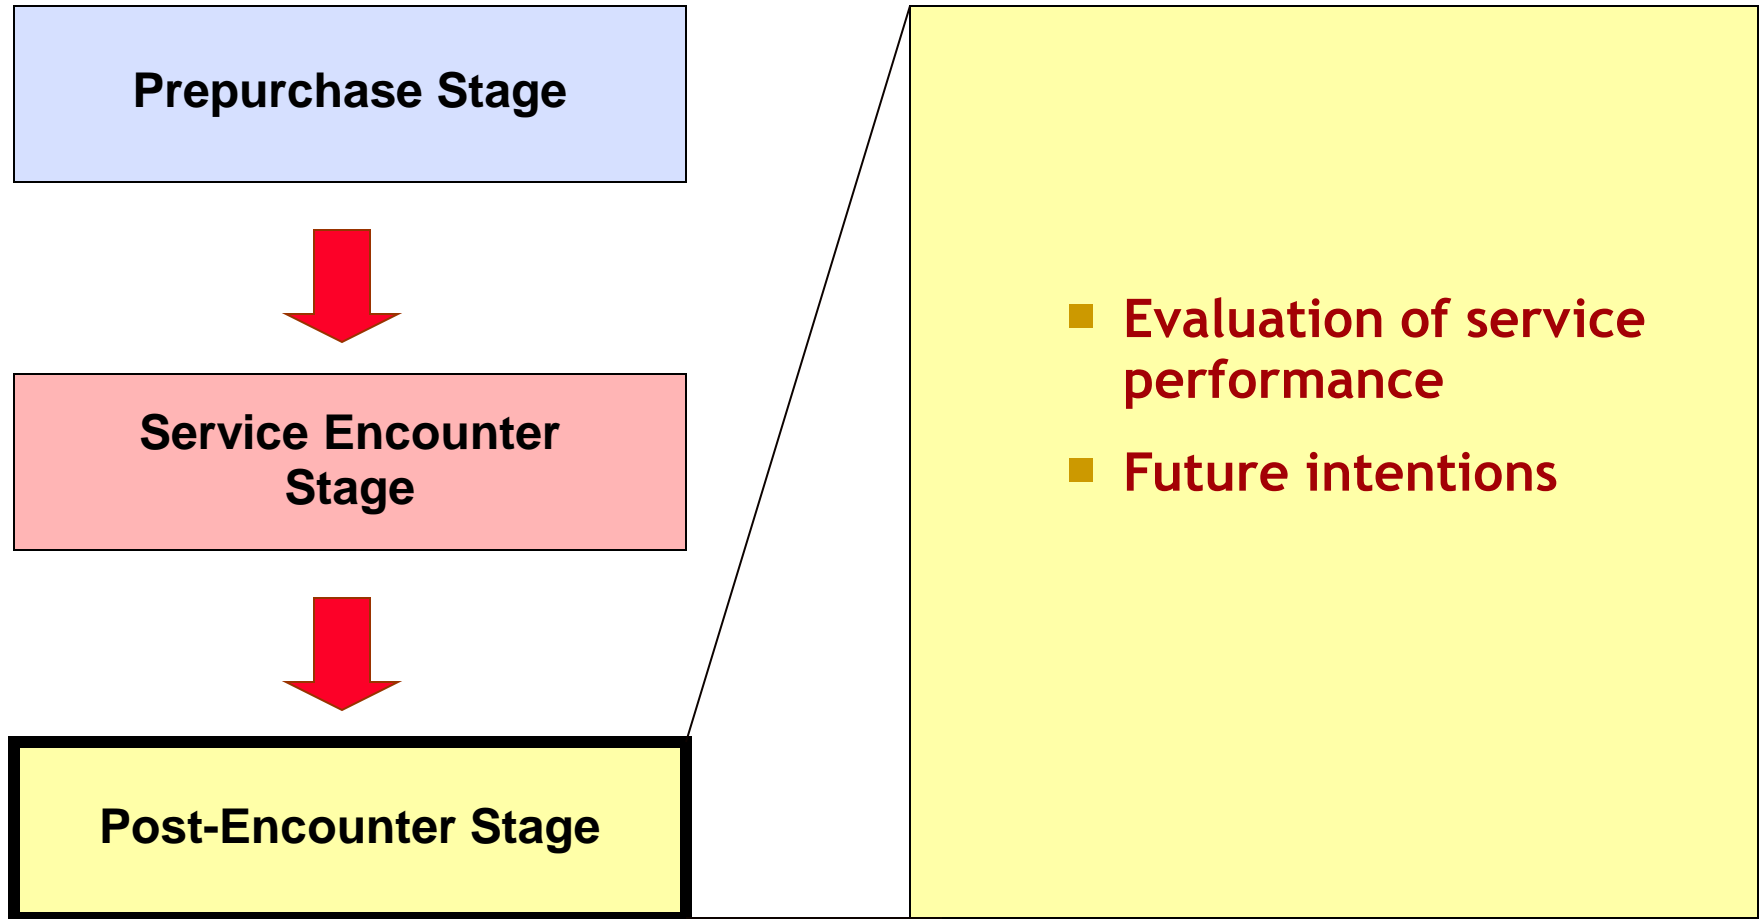 Prepurchase Stage
Service Encounter
Stage
Post-Encounter Stage
Evaluation of service
performance
Future intentions